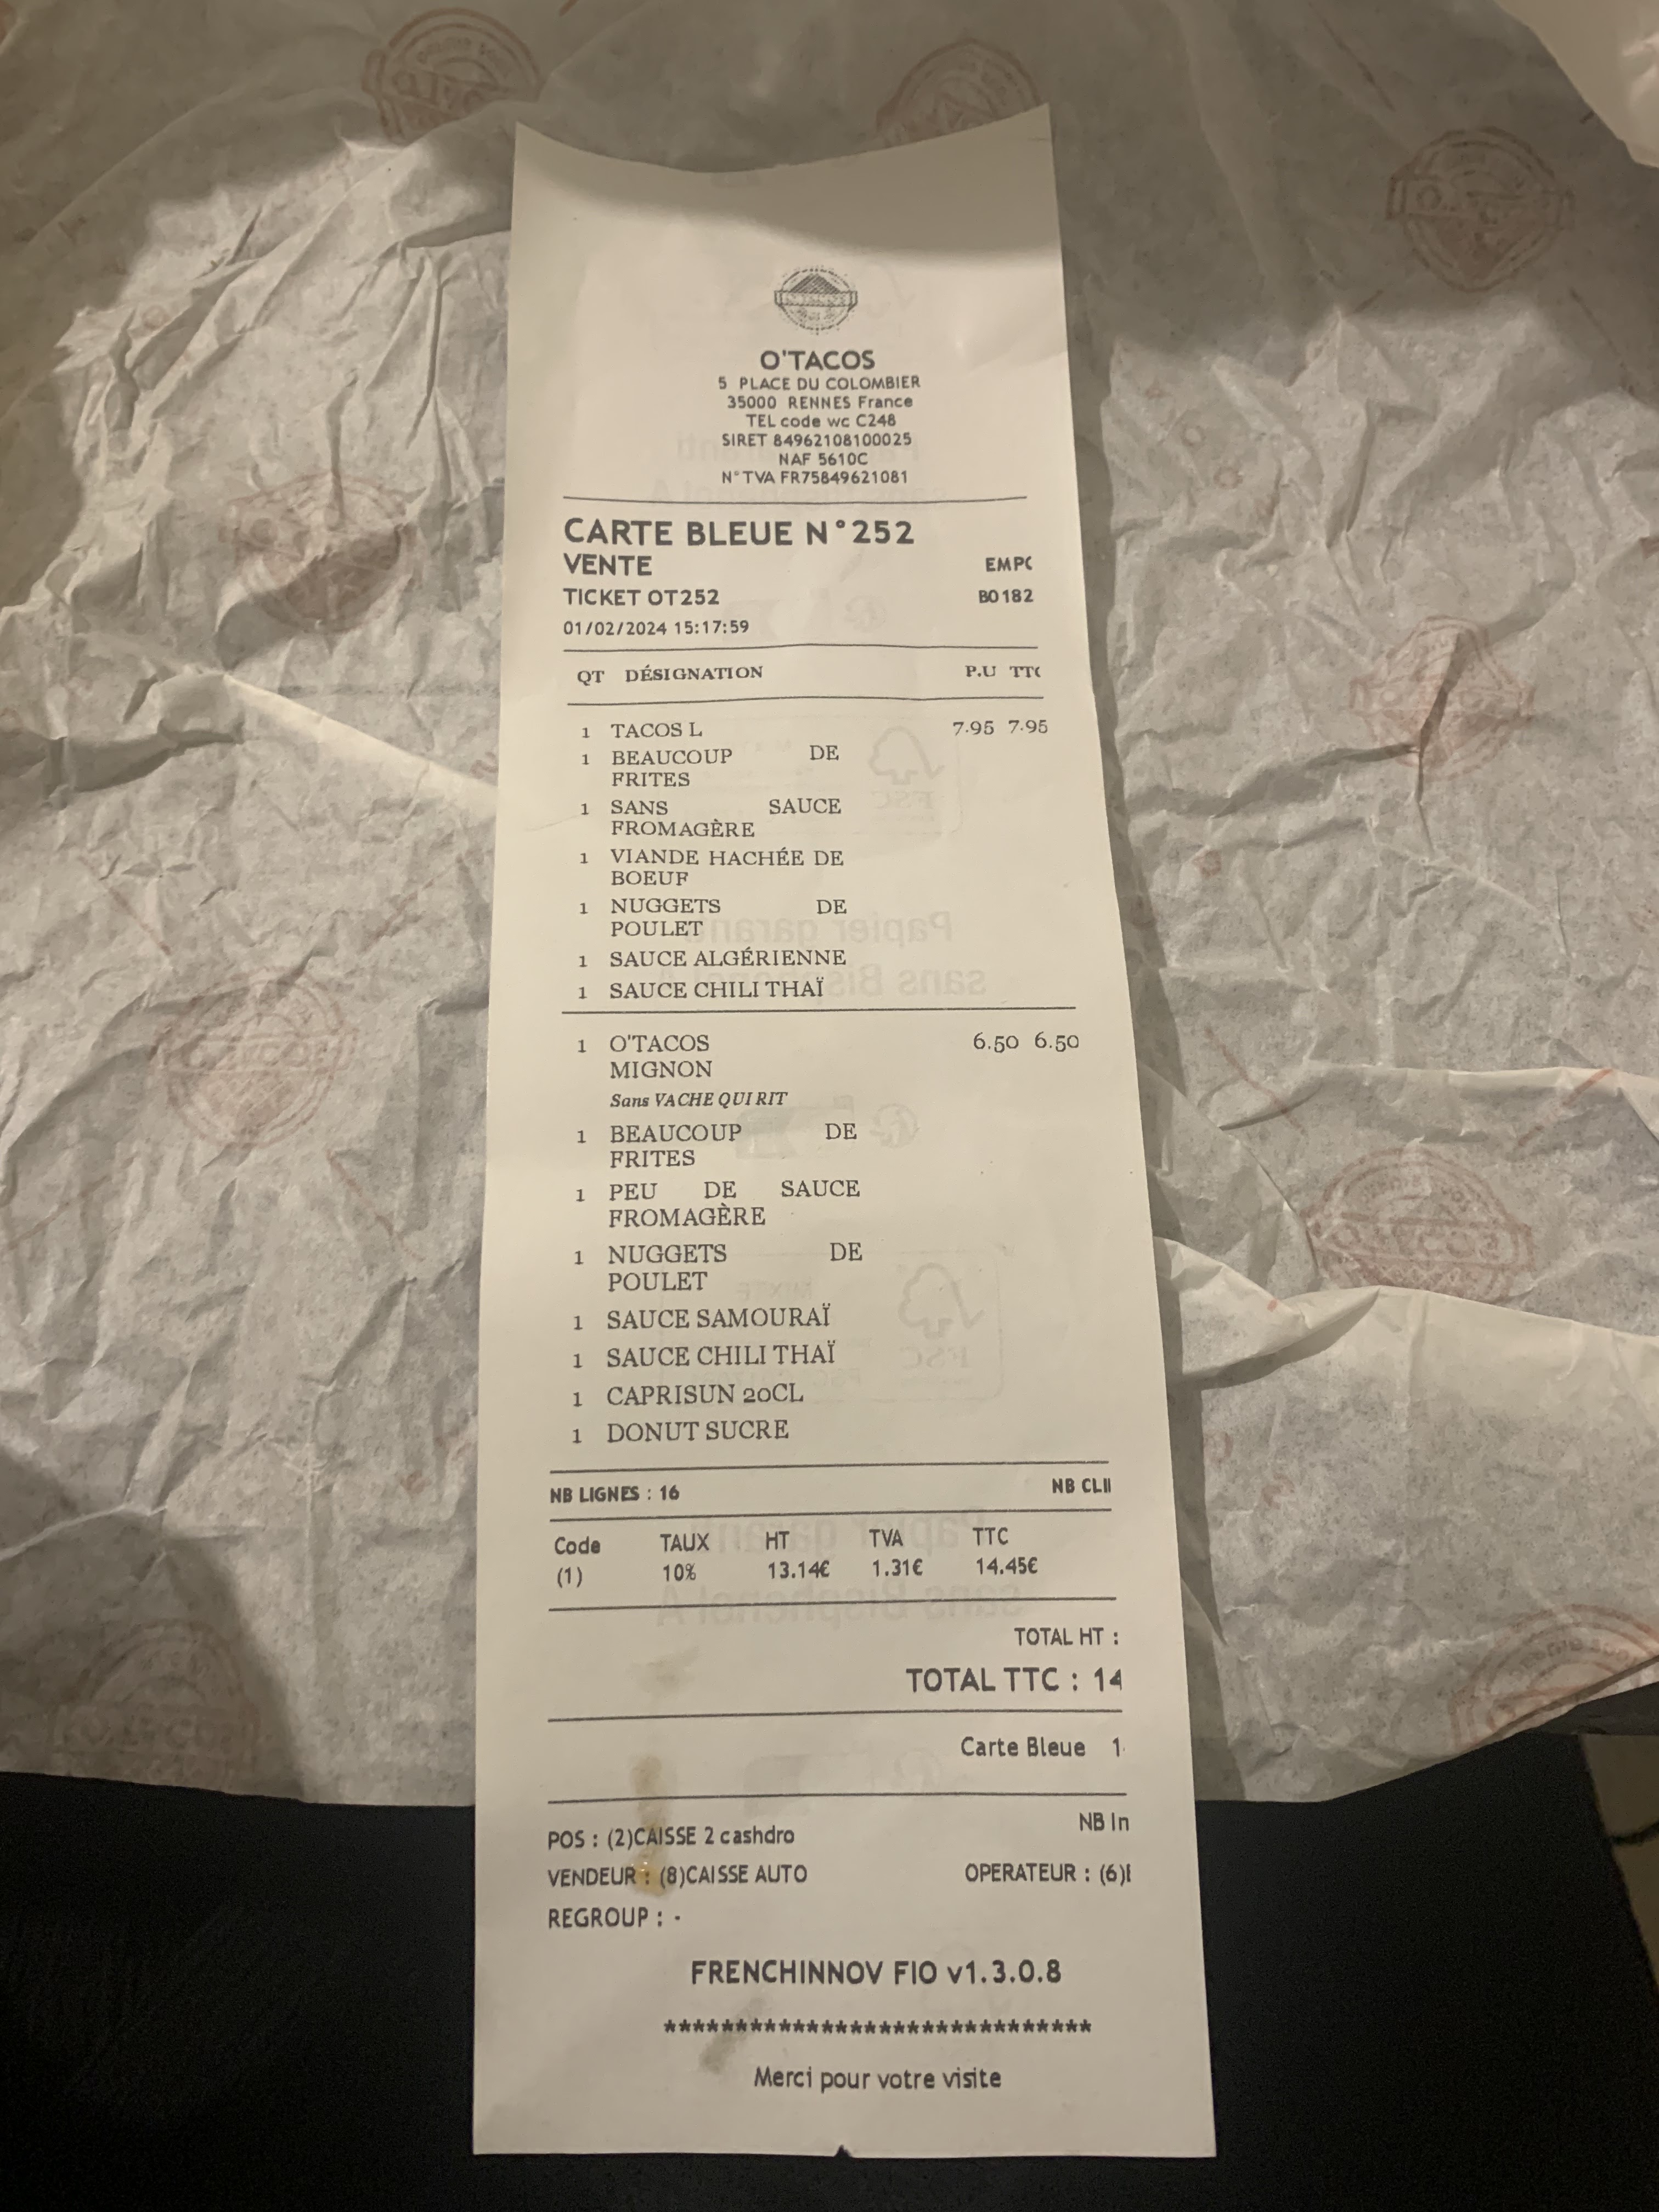 O'TACOS
5 PLACE DU COLOMBIER
35000 RENNES France
TEL code wc C248
SIRET 84962108100025
NAF 5610C
N°TVA FR75849621081
CARTE BLEUE N°252
VENTE EMPO
TICKET OT252 B0182
01/02/2024 15:17:59
QT DÉSIGNATION P.U TTC
1 TACOS L 7.95 7.95
1 BEAUCOUP DE
FRITES
1 SANS SAUCE
FROMAGÈRE
1 VIANDE HACHÉE DE
BOEUF
1 NUGGETS DE
POULET
1 SAUCE ALGÉRIENNE
1 SAUCE CHILI THAÏ
1 O'TACOS 6.50 6.50
MIGNON
Sans VACHE QUI RIT
1 BEAUCOUP DE
FRITES
1 PEU DE SAUCE
FROMAGÈRE
1 NUGGETS DE
POULET
1 SAUCE SAMOURAÏ
1 SAUCE CHILI THAÏ
1 CAPRISUN 20CL
1 DONUT SUCRE
NB LIGNES : 16 NB CLI
Code TAUX HT TVA TTC
(1) 10% 13.14€ 1.31€ 14.45€
TOTAL HT :
TOTAL TTC : 14
Carte Bleue 1
NB In
POS : (2)CAISSE 2 cashdro
VENDEUR : (8)CAISSE AUTO OPERATEUR : (6)
REGROUP : -
FRENCHINNOV FIO v1.3.0.8
******************************
Merci pour votre visite